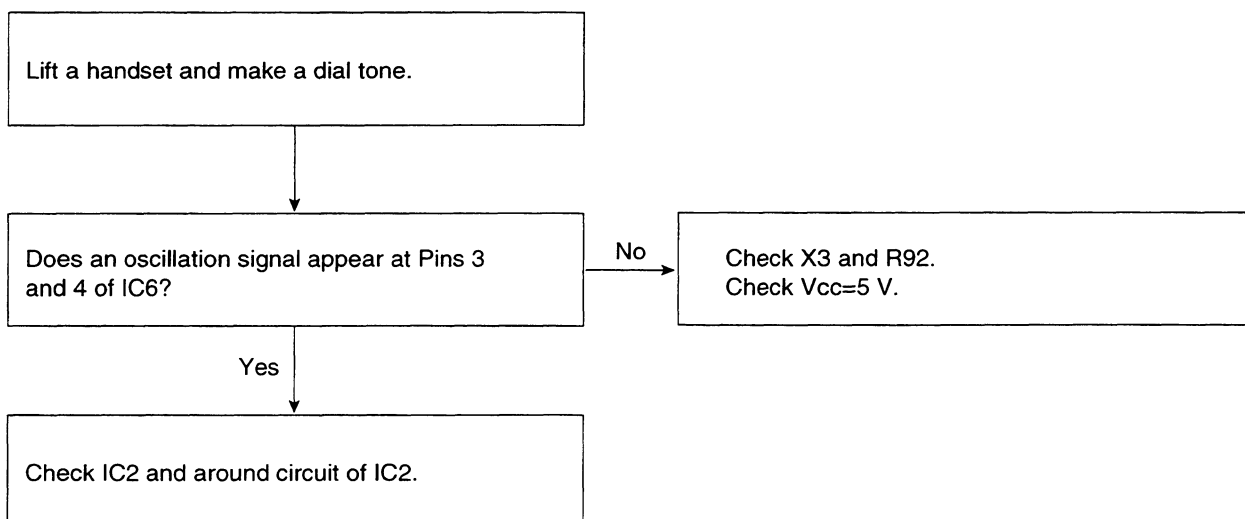 Lift a handset and make a dial tone.
Does an oscillation signal appear at Pins 3
and 4 of IC6?
No
Check X3 and R92.
Check Vcc=5 V.
Yes
Check IC2 and around circuit of IC2.